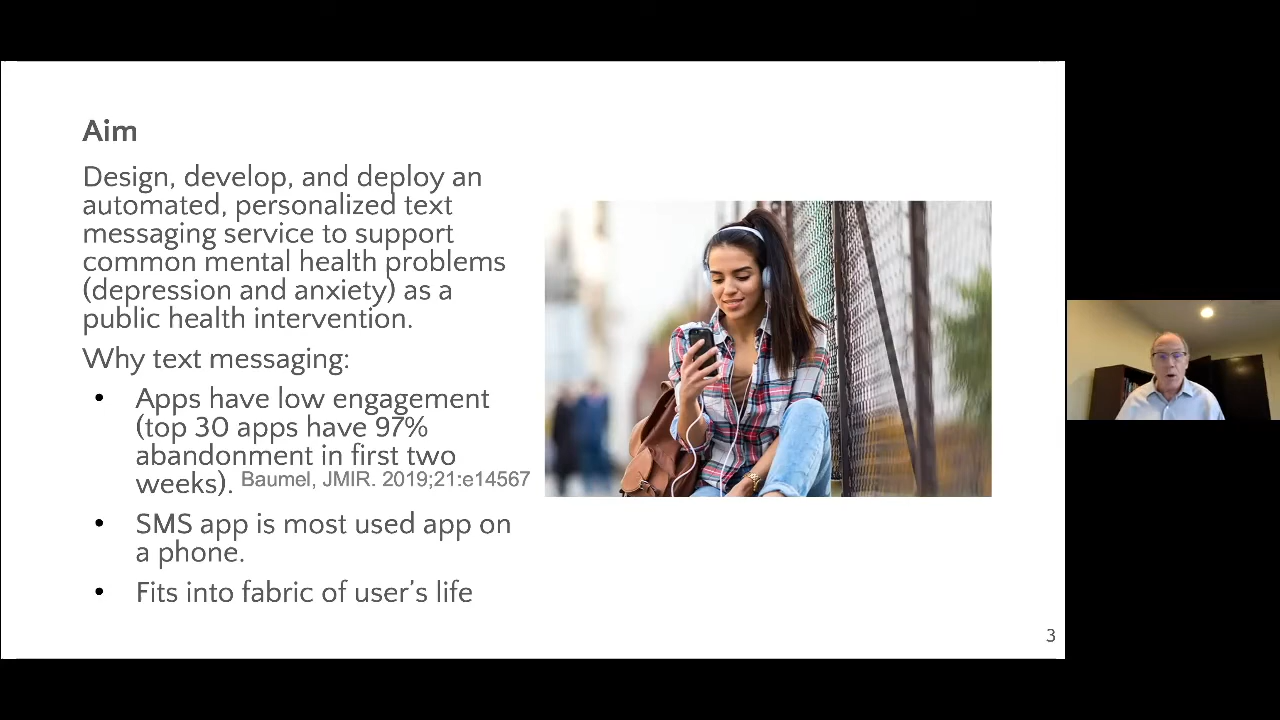 Aim
Design, develop, and deploy an
automated, personalized text
messaging service to support
common mental health problems
(depression and anxiety) as a
public health intervention.
Why text messaging:
• Apps have low engagement
(top 30 apps have 97%
abandonment in first two
weeks). Baumel, JMIR. 2019;21:e14567
• SMS app is most used app on
a phone.
• Fits into fabric of user's life
3